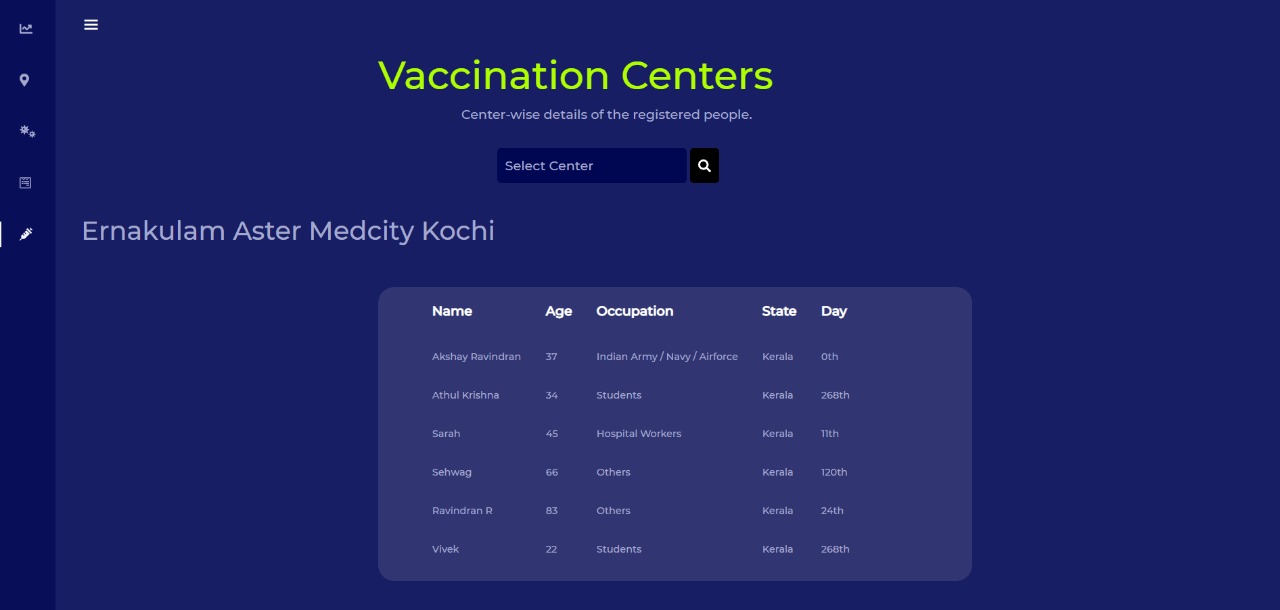 Vaccination Centers
Center-wise details of the registered people.
Select Center
Ernakulam Aster Medcity Kochi
Name Age Occupation State Day
Akshay Ravindran 37 Indian Army / Navy / Airforce Kerala 0th
Athul Krishna 34 Students Kerala 268th
Sarah 45 Hospital Workers Kerala 11th
Sehwag 66 Others Kerala 120th
Ravindran R 83 Others Kerala 24th
Vivek 22 Students Kerala 268th